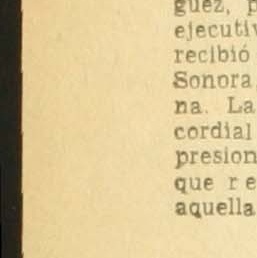 guez, p
ejecutiv
recibió
Sonora
na. La
cordial
presion
que re
aquella